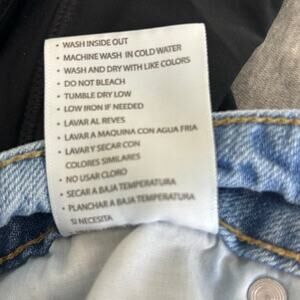 • WASH INSIDE OUT
• MACHINE WASH IN COLD WATER
• WASH AND DRY WITH LIKE COLORS
• DO NOT BLEACH
• TUMBLE DRY LOW
• LOW IRON IF NEEDED
• LAVAR AL REVES
• LAVAR A MAQUINA CON AGUA FRIA
• LAVAR Y SECAR CON
COLORES SIMILARES
• NO USAR CLORO
• SECAR A BAJA TEMPERATURA
• PLANCHAR A BAJA TEMPERATURA
SI NECESITA